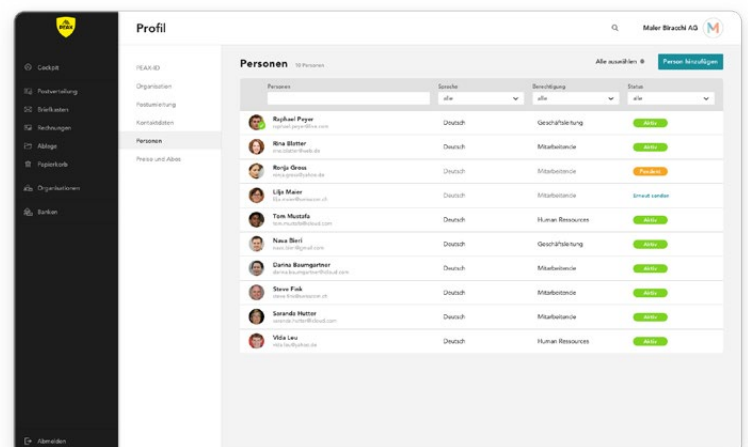 PEAX
Profil
Maler Biracchi AG
Cockpit
Postverteilung
Briefkasten
Rechnungen
Ablage
Papierkorb
Organisationen
Banken
Abmelden
PEAX-ID
Organisation
Postumleitung
Kontaktdaten
Personen
Preise und Abos
Personen 10 Personen
Alle auswählen
Person hinzufügen
Personen Sprache Berechtigung Status
alle alle alle
Raphael Payer Deutsch Geschäftsleitung Aktiv
Rina Blatter Deutsch Mitarbeitende Aktiv
Ronja Gross Deutsch Mitarbeitende Pendent
Lilja Maier Deutsch Mitarbeitende Erneut senden
Tom Mustafa Deutsch Human Ressources Aktiv
Naua Bieri Deutsch Geschäftsleitung Aktiv
Darina Baumgartner Deutsch Mitarbeitende Aktiv
Steve Fink Deutsch Mitarbeitende Aktiv
Saranda Hutter Deutsch Mitarbeitende Aktiv
Vida Leu Deutsch Human Ressources Aktiv